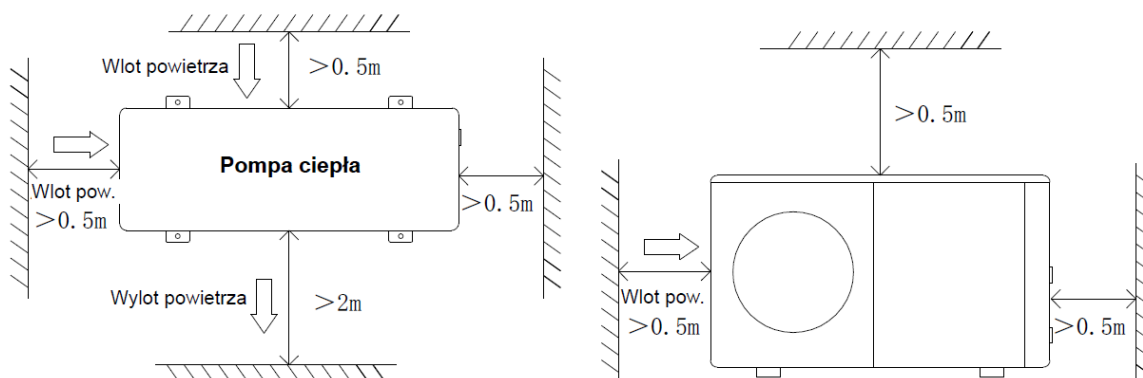 Wlot powietrza
>0.5m
Pompa ciepła
Wlot pow.
>0.5m
>0.5m
Wylot powietrza
>2m
>0.5m
Wlot pow.
>0.5m
>0.5m